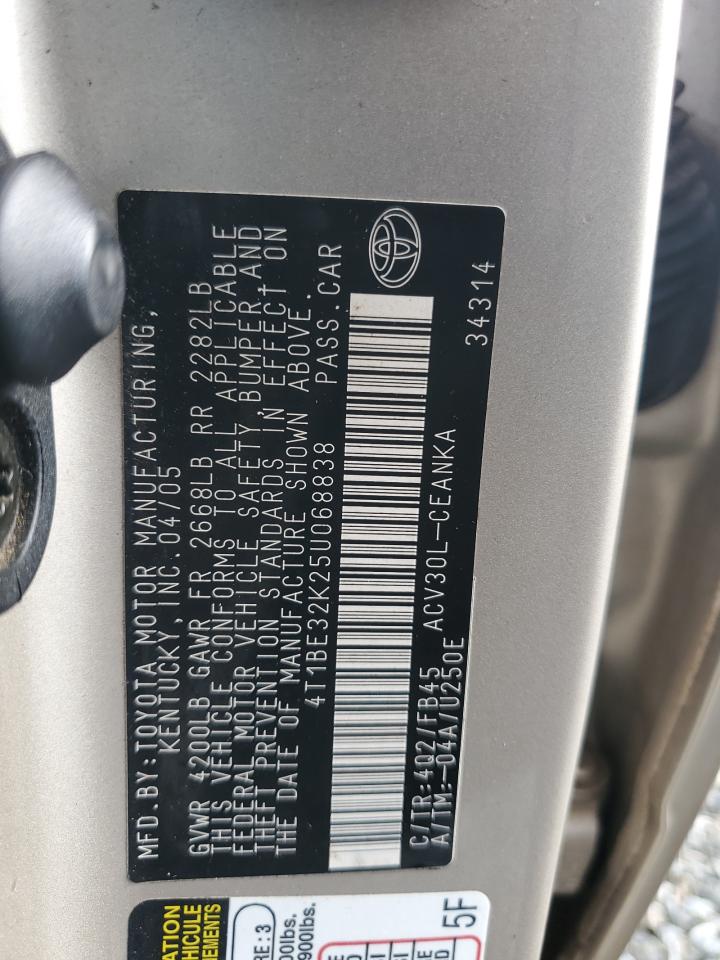 MFD.BY:TOYOTA MOTOR MANUFACTURING,
KENTUCKY, INC. 04/05
GVWR 4200LB GAWR FR 2668LB RR 2282LB
THIS VEHICLE CONFORMS TO ALL APPLICABLE
FEDERAL MOTOR VEHICLE SAFETY, BUMPER, AND
THEFT PREVENTION STANDARDS IN EFFECT ON
THE DATE OF MANUFACTURE SHOWN ABOVE.
4T1BE32K25U068838 PASS.CAR
ACV30L-CEANKA
C/TR:4Q2/FB45
A/TM:-04A/U250E
34314
5F